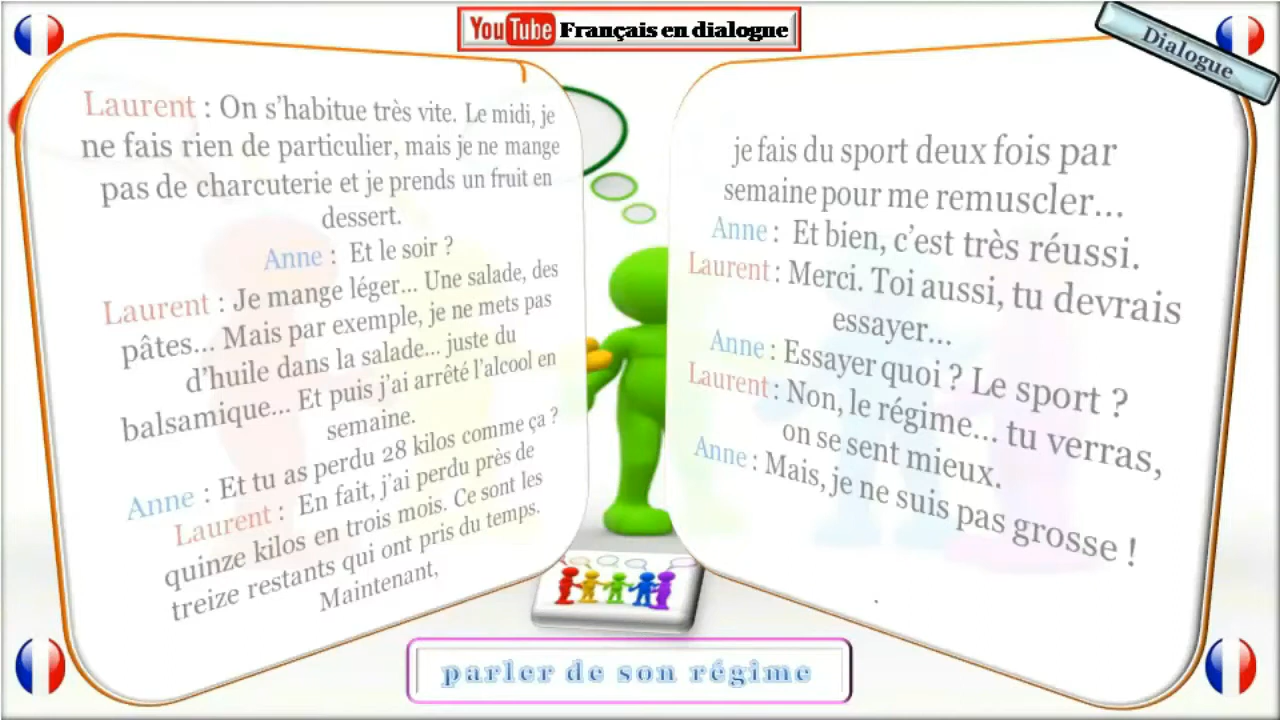 YouTube Français en dialogue
Dialogue
Laurent : On s'habitue très vite. Le midi, je
ne fais rien de particulier, mais je ne mange
pas de charcuterie et je prends un fruit en
dessert.
Anne : Et le soir ?
Laurent : Je mange léger... Une salade, des
pâtes... Mais par exemple, je ne mets pas
d'huile dans la salade... juste du
balsamique... Et puis j'ai arrêté l'alcool en
semaine.
Anne : Et tu as perdu 28 kilos comme ça ?
Laurent : En fait, j'ai perdu près de
quinze kilos en trois mois. Ce sont les
treize restants qui ont pris du temps.
Maintenant,
je fais du sport deux fois par
semaine pour me remuscler...
Anne : Et bien, c'est très réussi.
Laurent : Merci. Toi aussi, tu devrais
essayer...
Anne : Essayer quoi ? Le sport ?
Laurent : Non, le régime... tu verras,
on se sent mieux.
Anne : Mais, je ne suis pas grosse !
.
parler de son régime